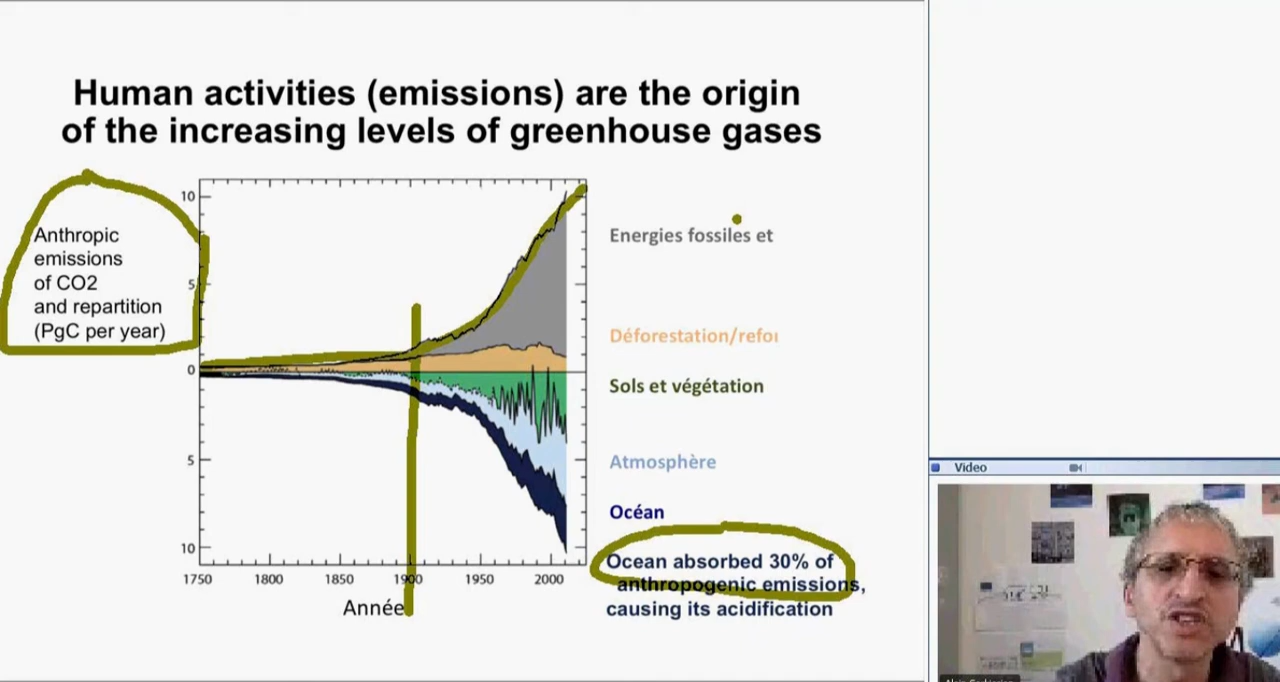 Human activities (emissions) are the origin
of the increasing levels of greenhouse gases
Anthropic
emissions
of CO2
and repartition
(PgC per year)
10
5
0
5
10
1750
1800
1850
1900
1950
2000
Année
Energies fossiles et
Déforestation/refo
Sols et végétation
Atmosphère
Océan
Ocean absorbed 30% of
anthropogenic emissions,
causing its acidification
Video